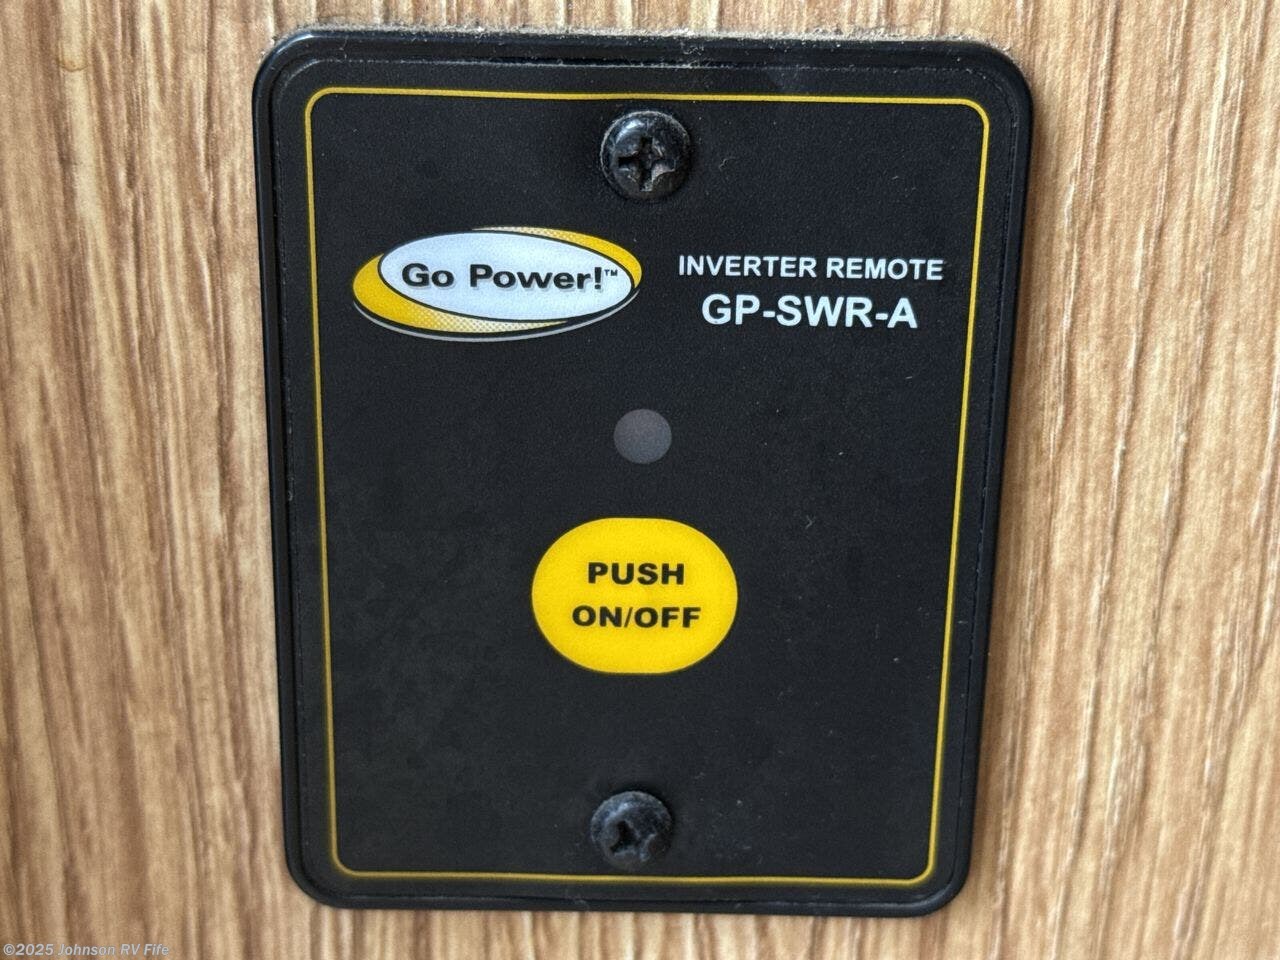 Go Power!™
INVERTER REMOTE
GP-SWR-A
PUSH
ON/OFF
©2025 Johnson RV Fife